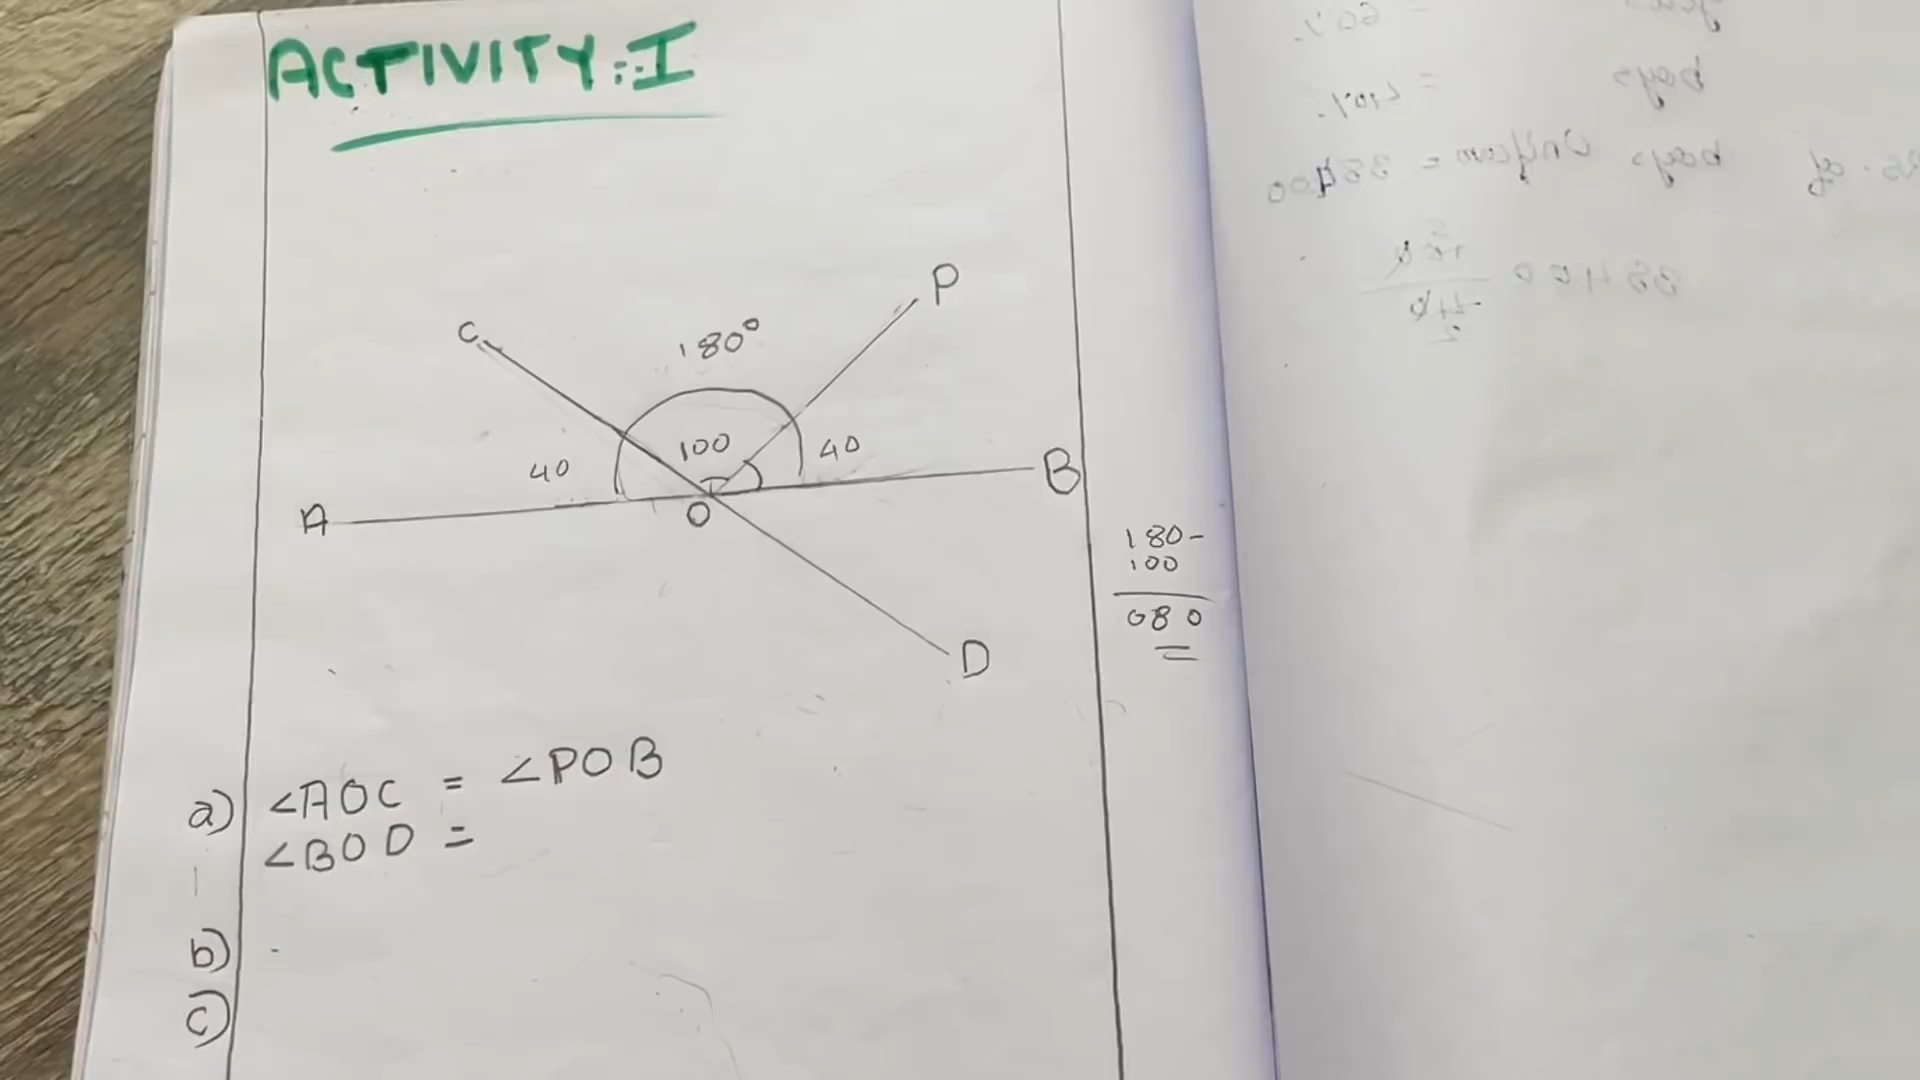 ACTIVITY:-I
P
C
180°
100
40
40
B
A
O
180-
100
080
D
a) <AOC = <POB
<BOD =
b) -
c)